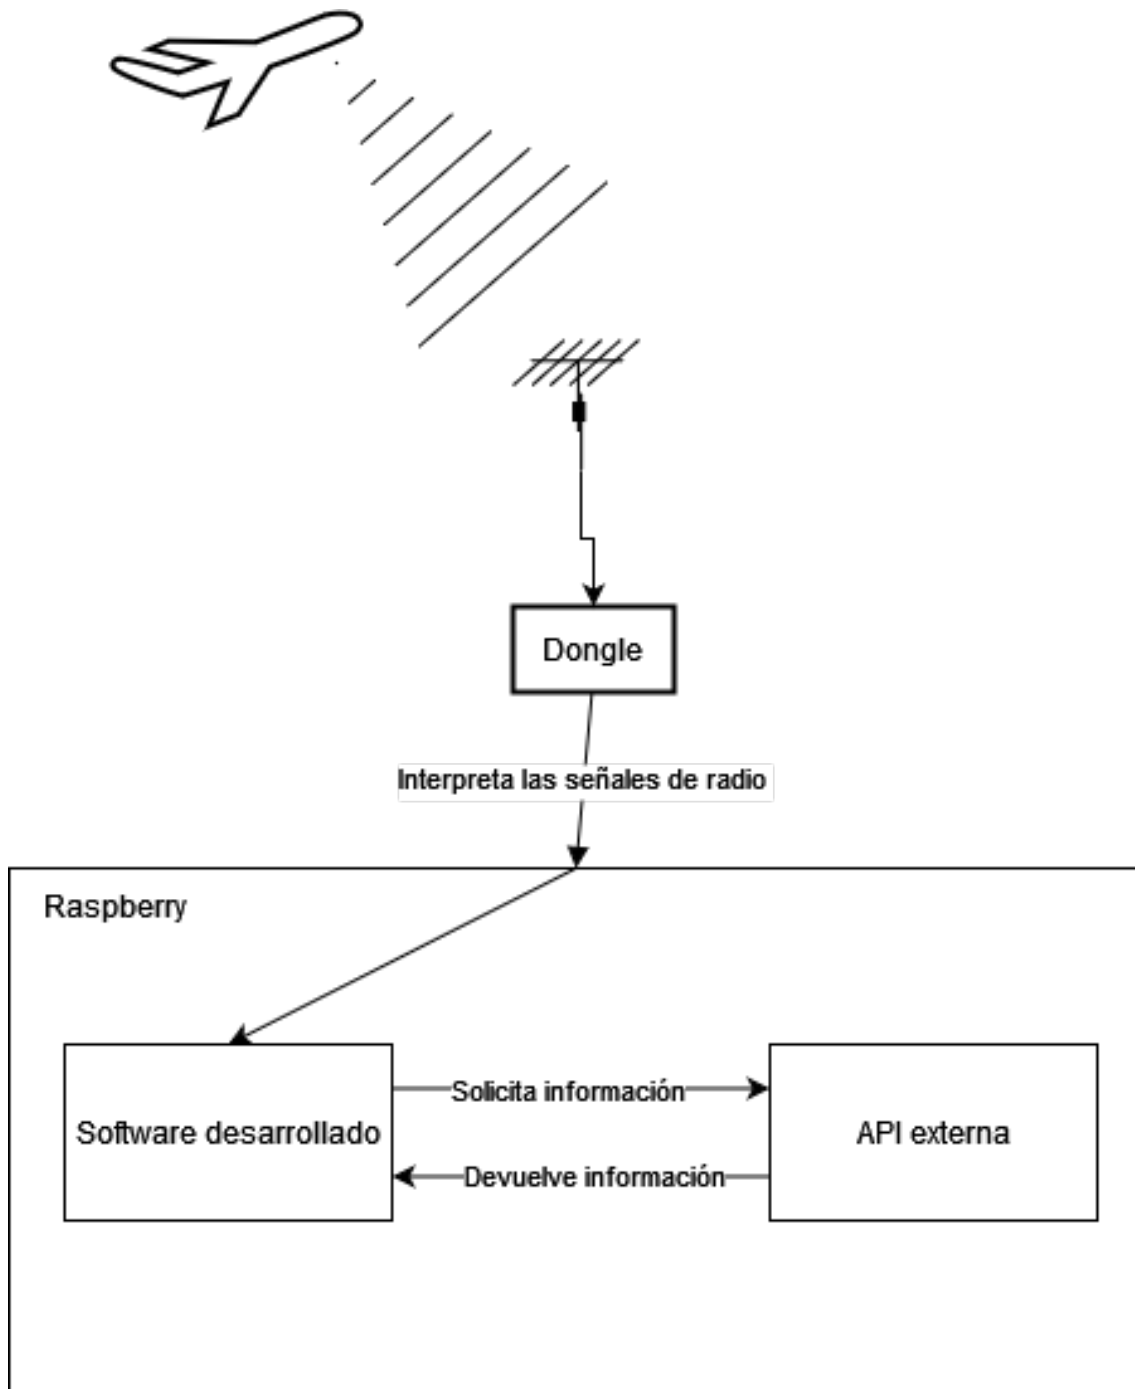 Dongle
Interpreta las señales de radio
Raspberry
Solicita información
Software desarrollado
API externa
Devuelve información